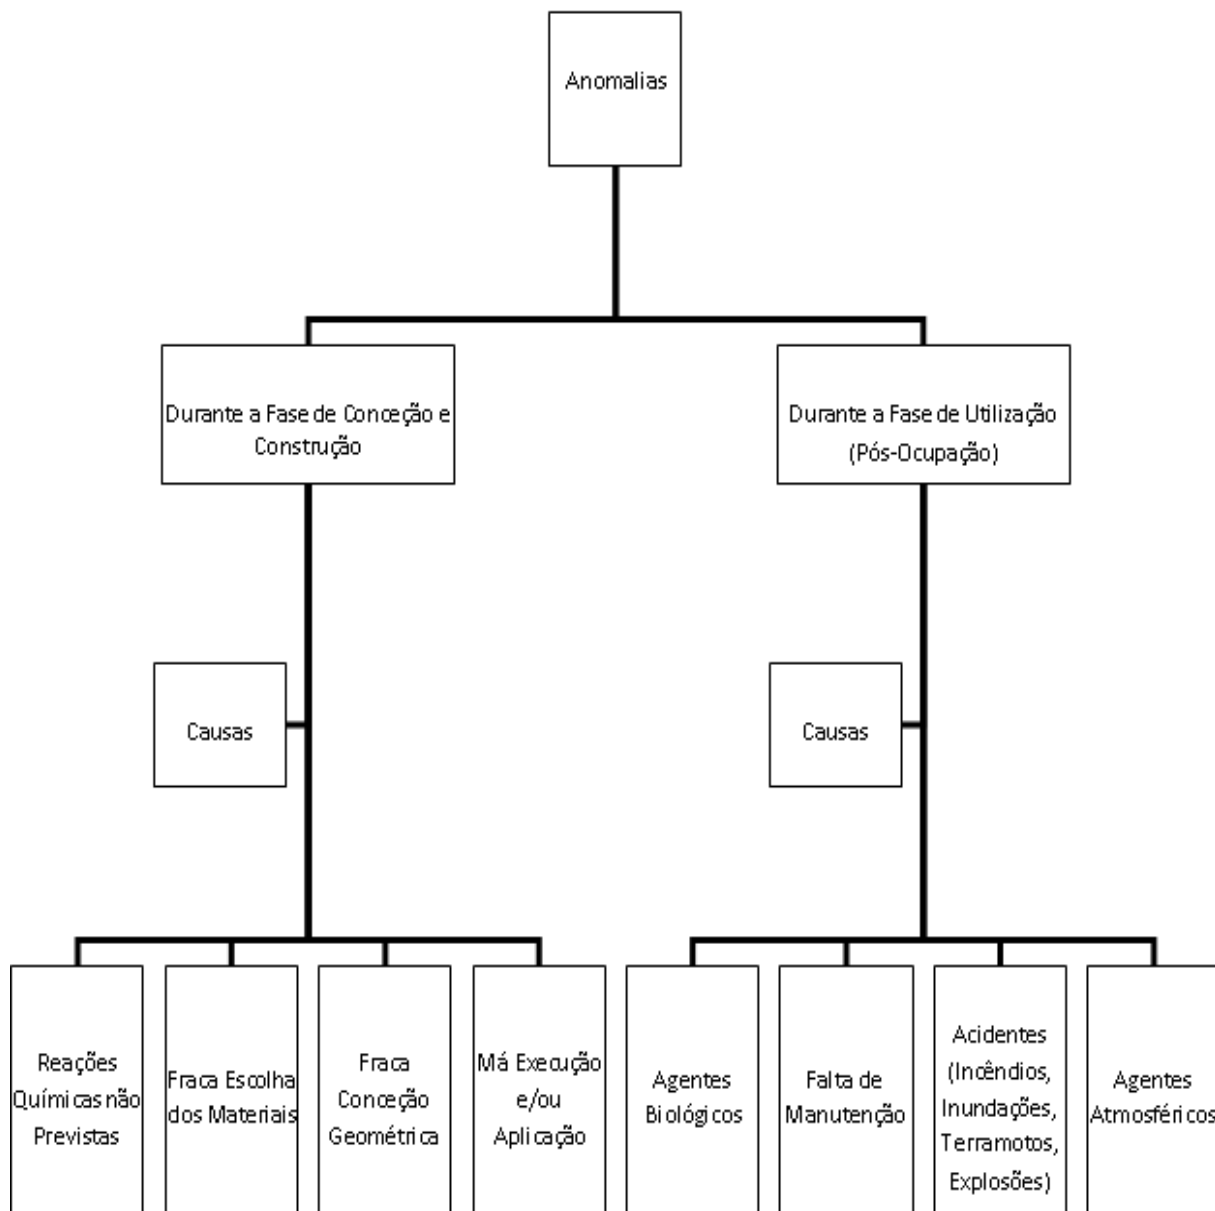 Anomalias
Durante a Fase de Conceção e
Construção
Durante a Fase de Utilização
(Pós-Ocupação)
Causas
Causas
Reações
Químicas não
Previstas
Fraca Escolha
dos Materiais
Fraca
Conceção
Geométrica
Má Execução
e/ou
Aplicação
Agentes
Biológicos
Falta de
Manutenção
Acidentes
(Incêndios,
Inundações,
Terramotos,
Explosões)
Agentes
Atmosféricos